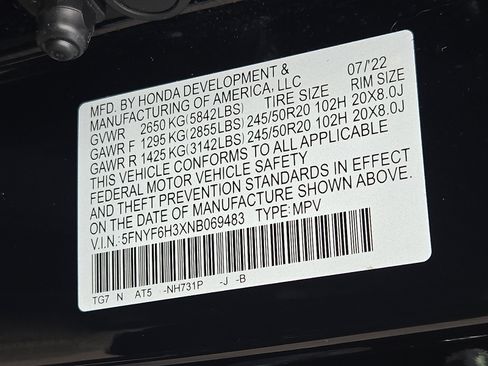 MFD. BY HONDA DEVELOPMENT & 07/'22
MANUFACTURING OF AMERICA, LLC
GVWR 2650 KG(5842LBS) TIRE SIZE RIM SIZE
GAWR F 1295 KG(2855LBS) 245/50R20 102H 20X8.0J
GAWR R 1425 KG(3142LBS) 245/50R20 102H 20X8.0J
THIS VEHICLE CONFORMS TO ALL APPLICABLE
FEDERAL MOTOR VEHICLE SAFETY
AND THEFT PREVENTION STANDARDS IN EFFECT
ON THE DATE OF MANUFACTURE SHOWN ABOVE.
V.I.N.: 5FNYF6H3XNB069483 TYPE: MPV
TG7 N AT5 -NH731P -J -B